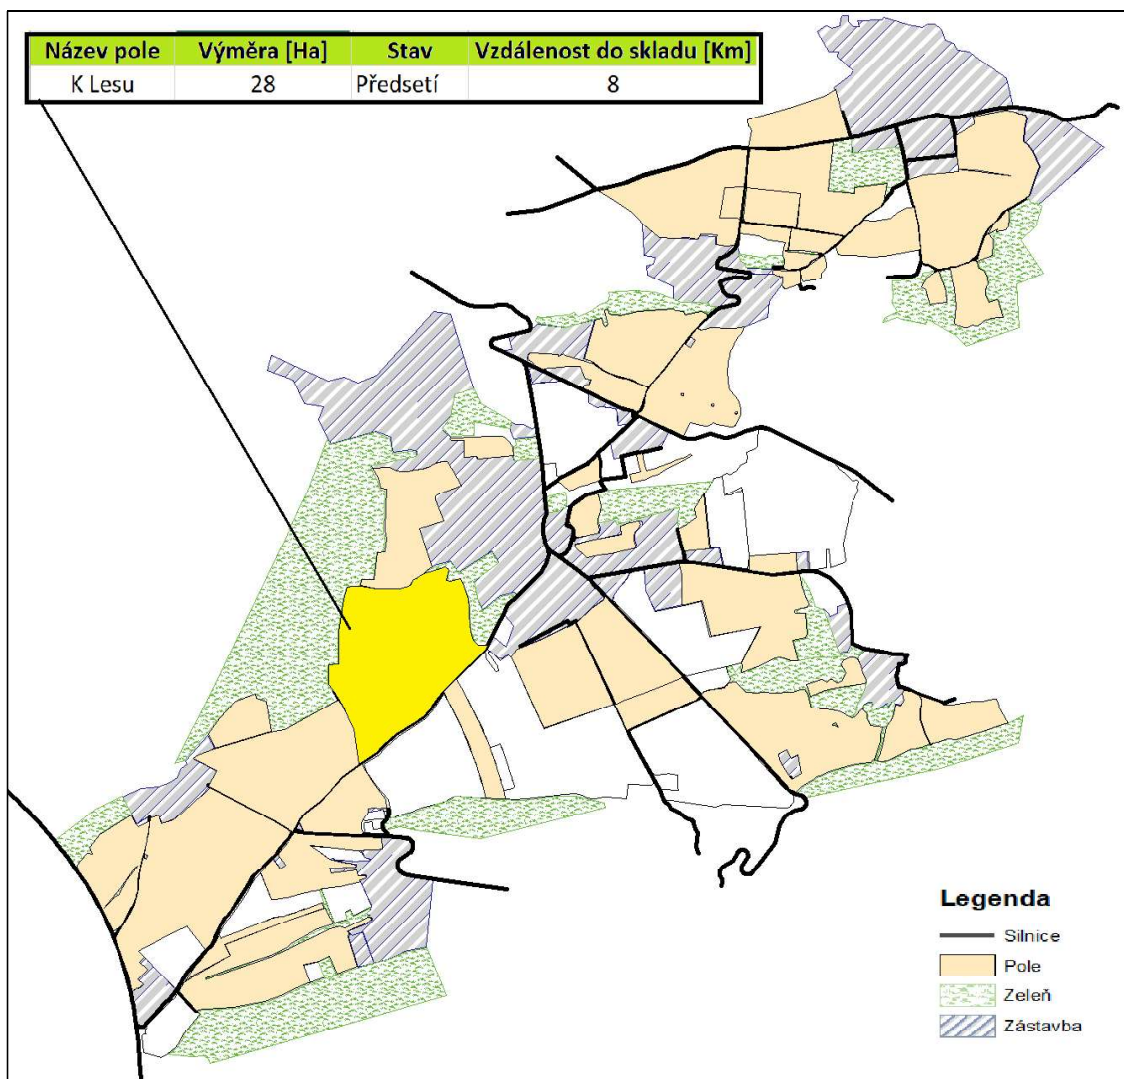 Název pole Výměra [Ha] Stav Vzdálenost do skladu [Km]
K Lesu 28 Předsetí 8
Legenda
Silnice
Pole
Zeleň
Zástavba